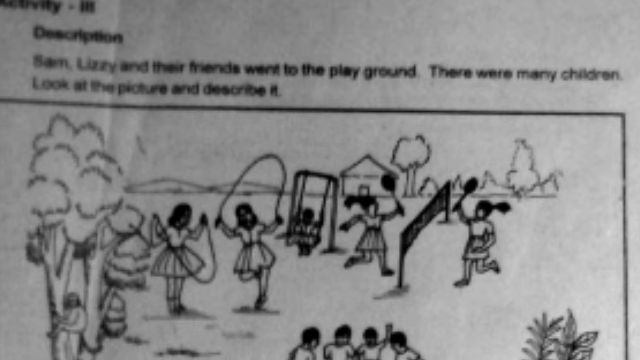 Activity - III
Description
Sam, Lizzy and their friends went to the play ground. There were many children.
Look at the picture and describe it.